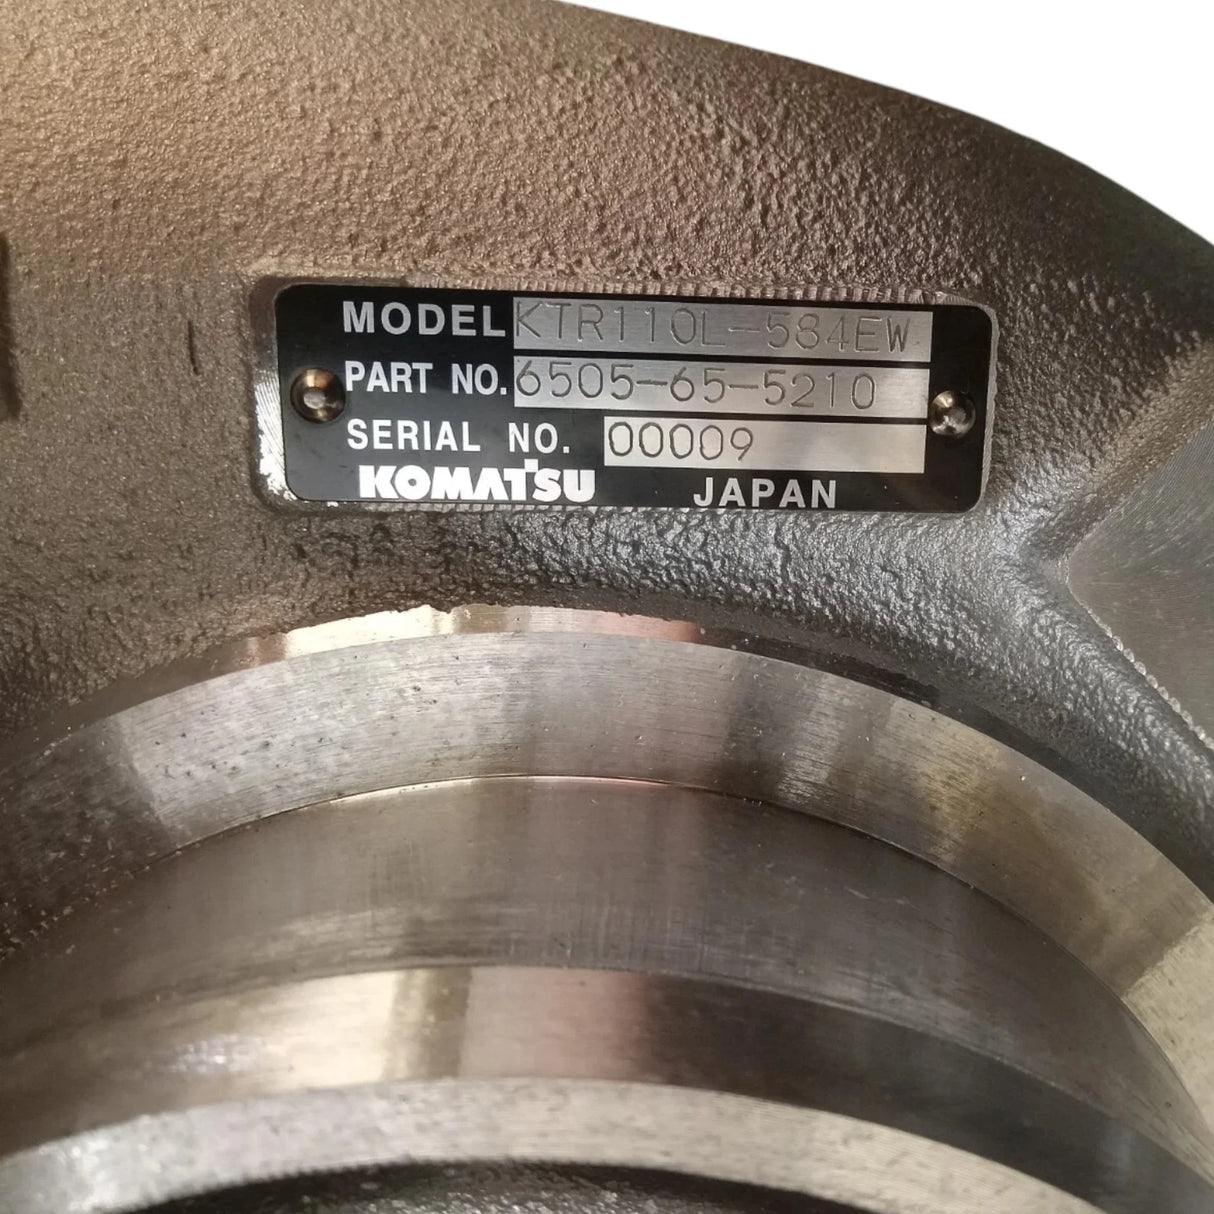 MODEL KTR110L-584EW
PART NO. 6505-65-5210
SERIAL NO. 00009
KOMATSU JAPAN